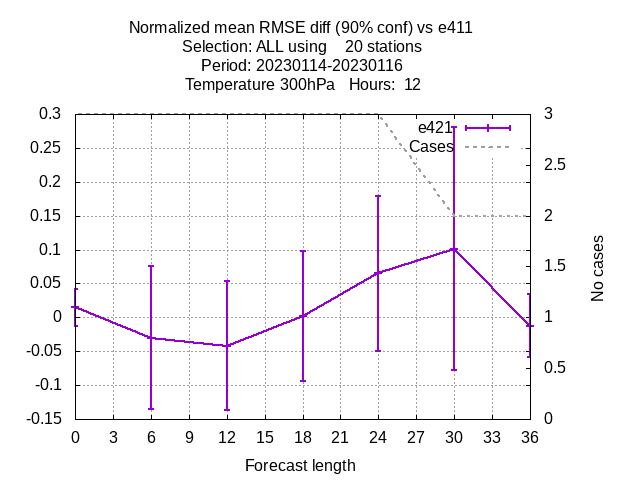 Normalized mean RMSE diff (90% conf) vs e411
Selection: ALL using    20 stations
Period: 20230114-20230116
Temperature 300hPa   Hours:  12
0.3
0.25
0.2
0.15
0.1
0.05
0
-0.05
-0.1
-0.15
e421
Cases
3
2.5
2
1.5
1
0.5
0
No cases
0 3 6 9 12 15 18 21 24 27 30 33 36
Forecast length